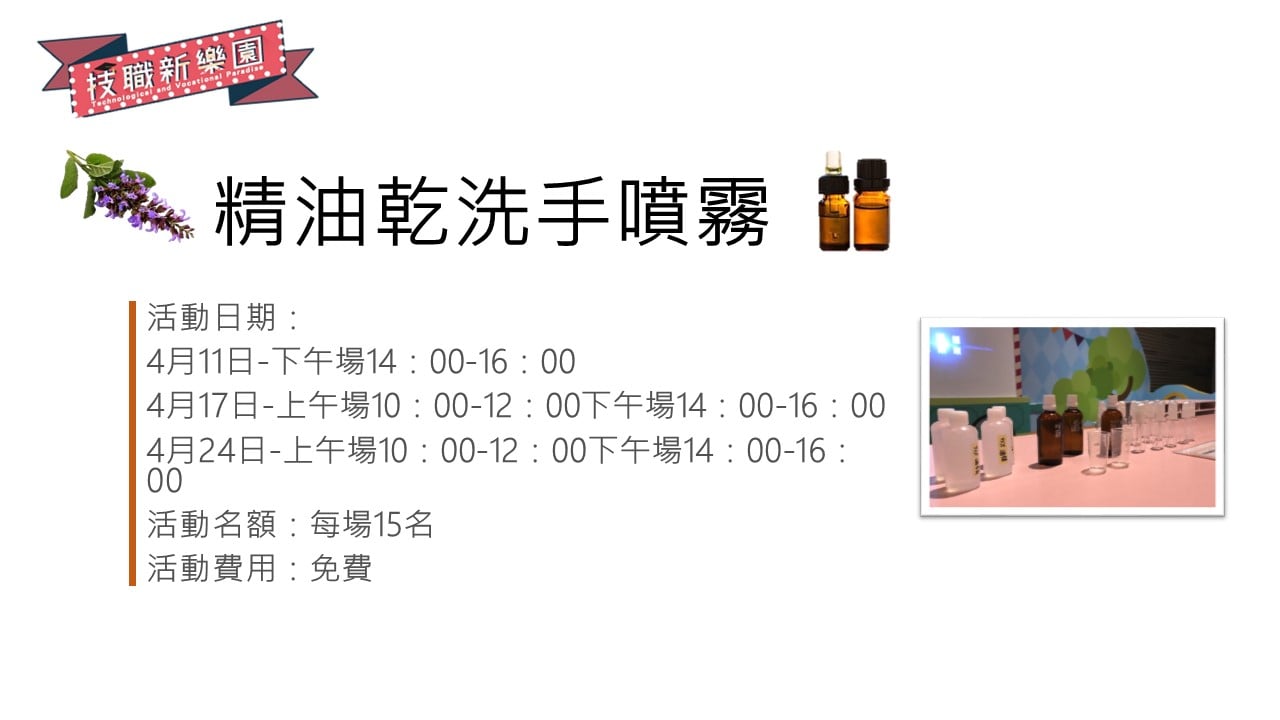 技職新樂園
Technological and Vocational Paradise
精油乾洗手噴霧
活動日期：
4月11日-下午場14：00-16：00
4月17日-上午場10：00-12：00下午場14：00-16：00
4月24日-上午場10：00-12：00下午場14：00-16：
00
活動名額：每場15名
活動費用：免費